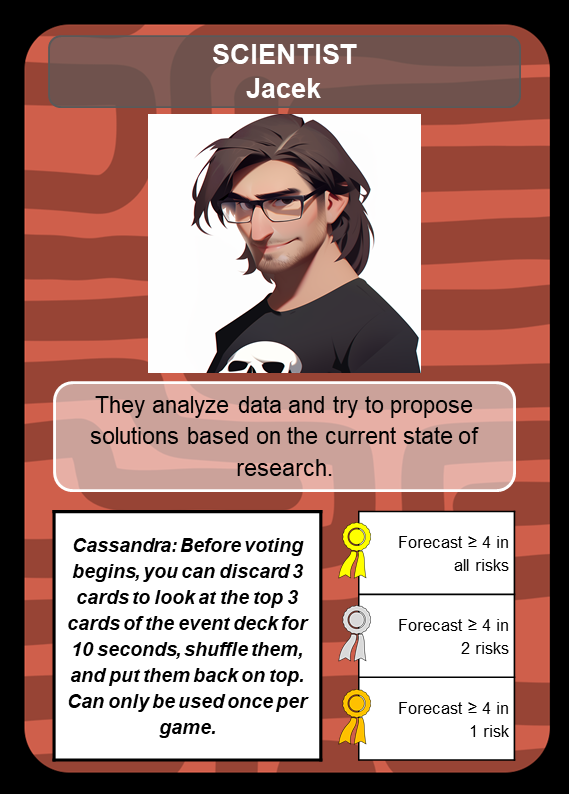 SCIENTIST
Jacek
They analyze data and try to propose
solutions based on the current state of
research.
Cassandra: Before voting
begins, you can discard 3
cards to look at the top 3
cards of the event deck for
10 seconds, shuffle them,
and put them back on top.
Can only be used once per
game.
Forecast ≥ 4 in
all risks
Forecast ≥ 4 in
2 risks
Forecast ≥ 4 in
1 risk